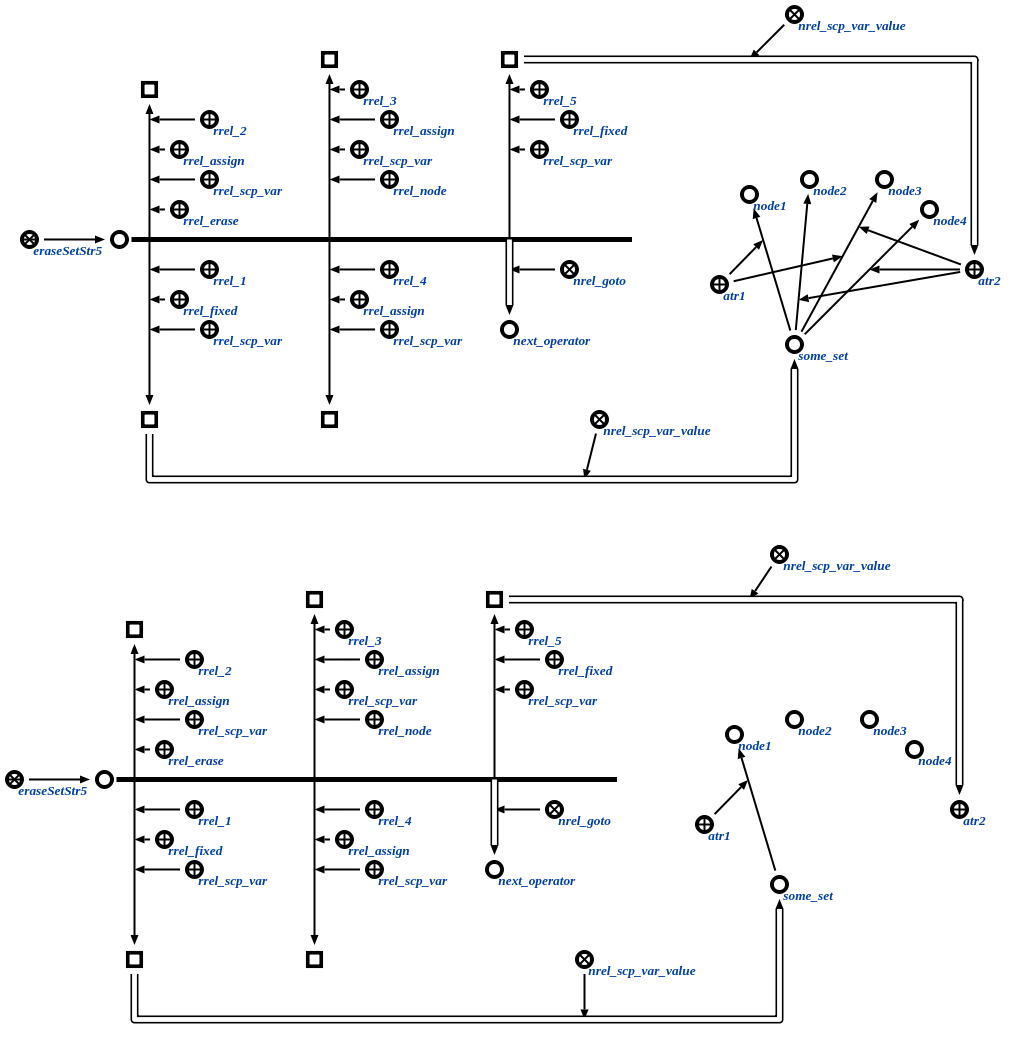 nrel_scp_var_value
rrel_3
rrel_5
rrel_2
rrel_assign
rrel_fixed
rrel_assign
rrel_scp_var
rrel_scp_var
rrel_scp_var
rrel_node
node1
node2
node3
rrel_erase
node4
eraseSetStr5
rrel_1
rrel_4
nrel_goto
atr1
atr2
rrel_fixed
rrel_assign
rrel_scp_var
rrel_scp_var
next_operator
some_set
nrel_scp_var_value
nrel_scp_var_value
rrel_3
rrel_5
rrel_2
rrel_assign
rrel_fixed
rrel_assign
rrel_scp_var
rrel_scp_var
rrel_scp_var
rrel_node
node1
node2
node3
rrel_erase
node4
eraseSetStr5
rrel_1
rrel_4
nrel_goto
atr1
atr2
rrel_fixed
rrel_assign
rrel_scp_var
rrel_scp_var
next_operator
some_set
nrel_scp_var_value